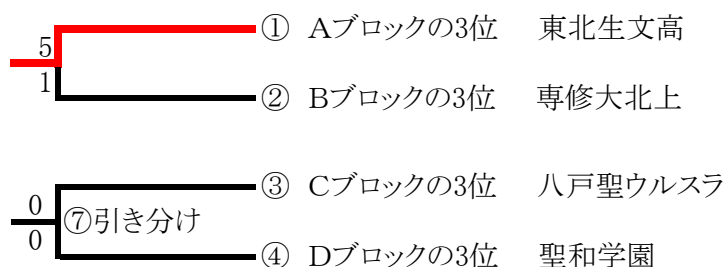 ① Aブロックの3位 東北生文高
5
1
② Bブロックの3位 専修大北上
③ Cブロックの3位 八戸聖ウルスラ
0
⑦引き分け
0
④ Dブロックの3位 聖和学園